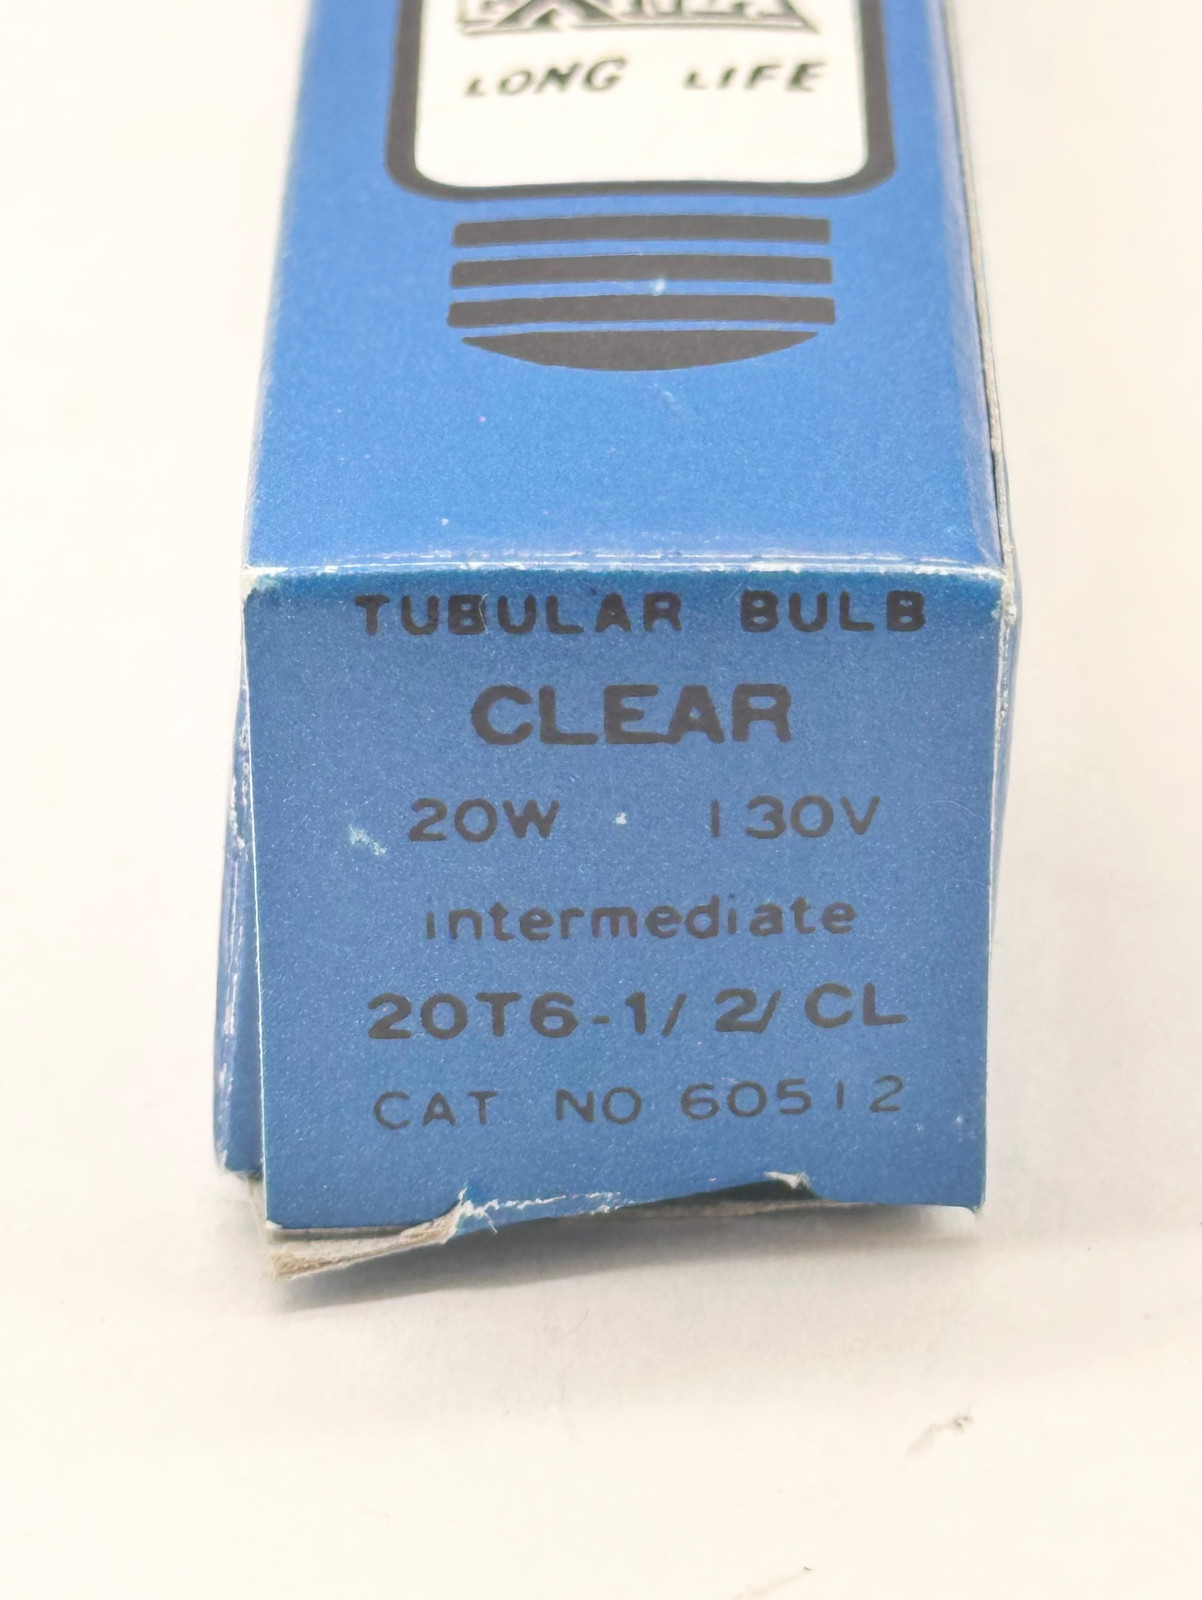 LONG LIFE
TUBULAR BULB
CLEAR
20W · 130V
intermediate
20T6-1/2/CL
CAT NO 60512